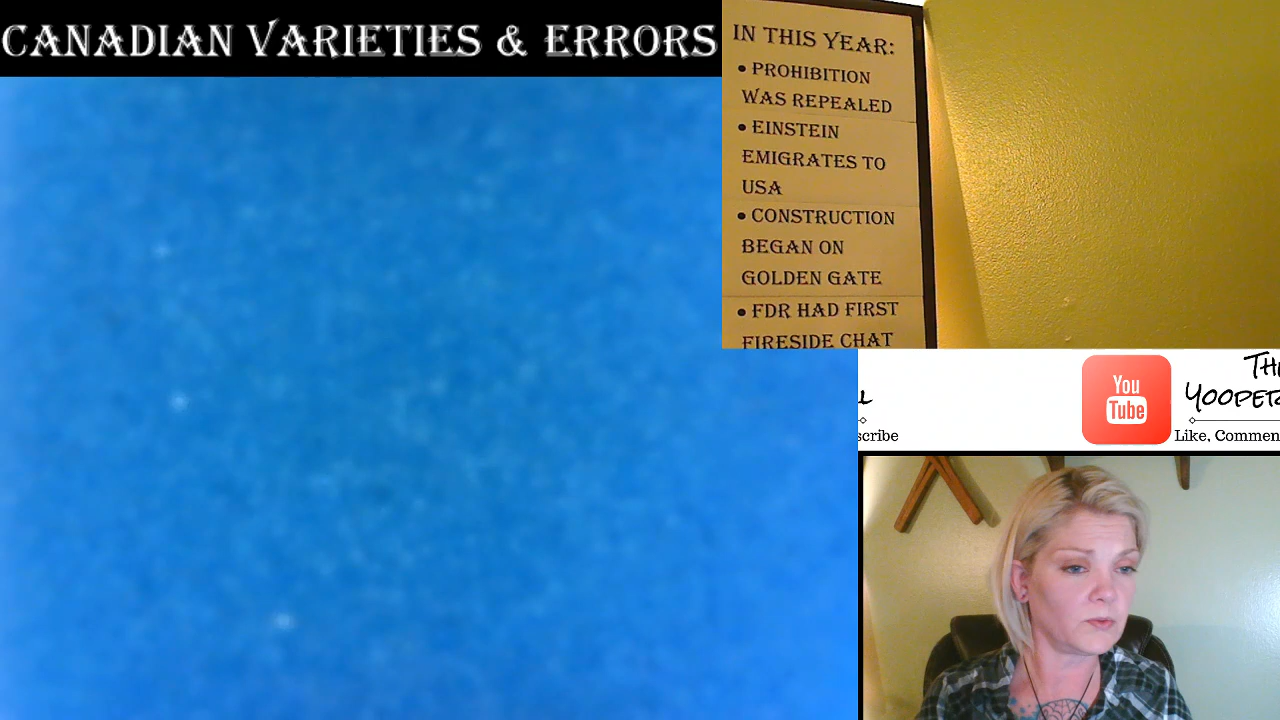 CANADIAN VARIETIES & ERRORS
IN THIS YEAR:
• PROHIBITION
WAS REPEALED
• EINSTEIN
EMIGRATES TO
USA
• CONSTRUCTION
BEGAN ON
GOLDEN GATE
• FDR HAD FIRST
FIRESIDE CHAT
You
Tube
Like, Commen